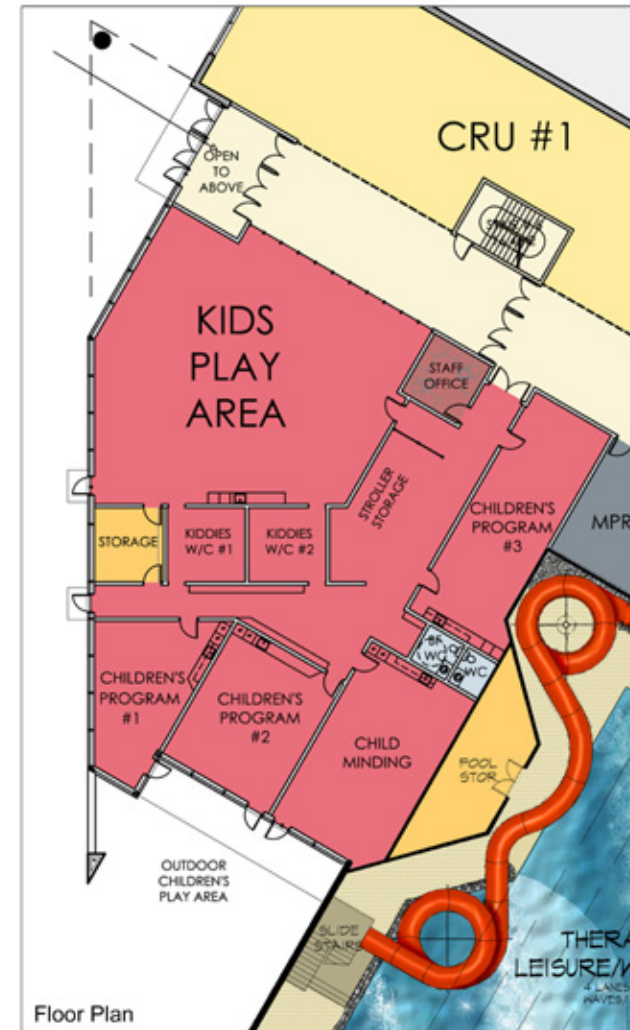 CRU #1
OPEN
TO
ABOVE
KIDS
PLAY
AREA
STAFF
OFFICE
STROLLER
STORAGE
CHILDREN'S
PROGRAM
#3
MPR
STORAGE
KIDDIES
W/C #1
KIDDIES
W/C #2
BF
WC
WC
CHILDREN'S
PROGRAM
#1
CHILDREN'S
PROGRAM
#2
CHILD
MINDING
POOL
STOR
OUTDOOR
CHILDREN'S
PLAY AREA
SLIDE
STAIRS
THERA
LEISURE/W
4 LANES
WAVES/
Floor Plan